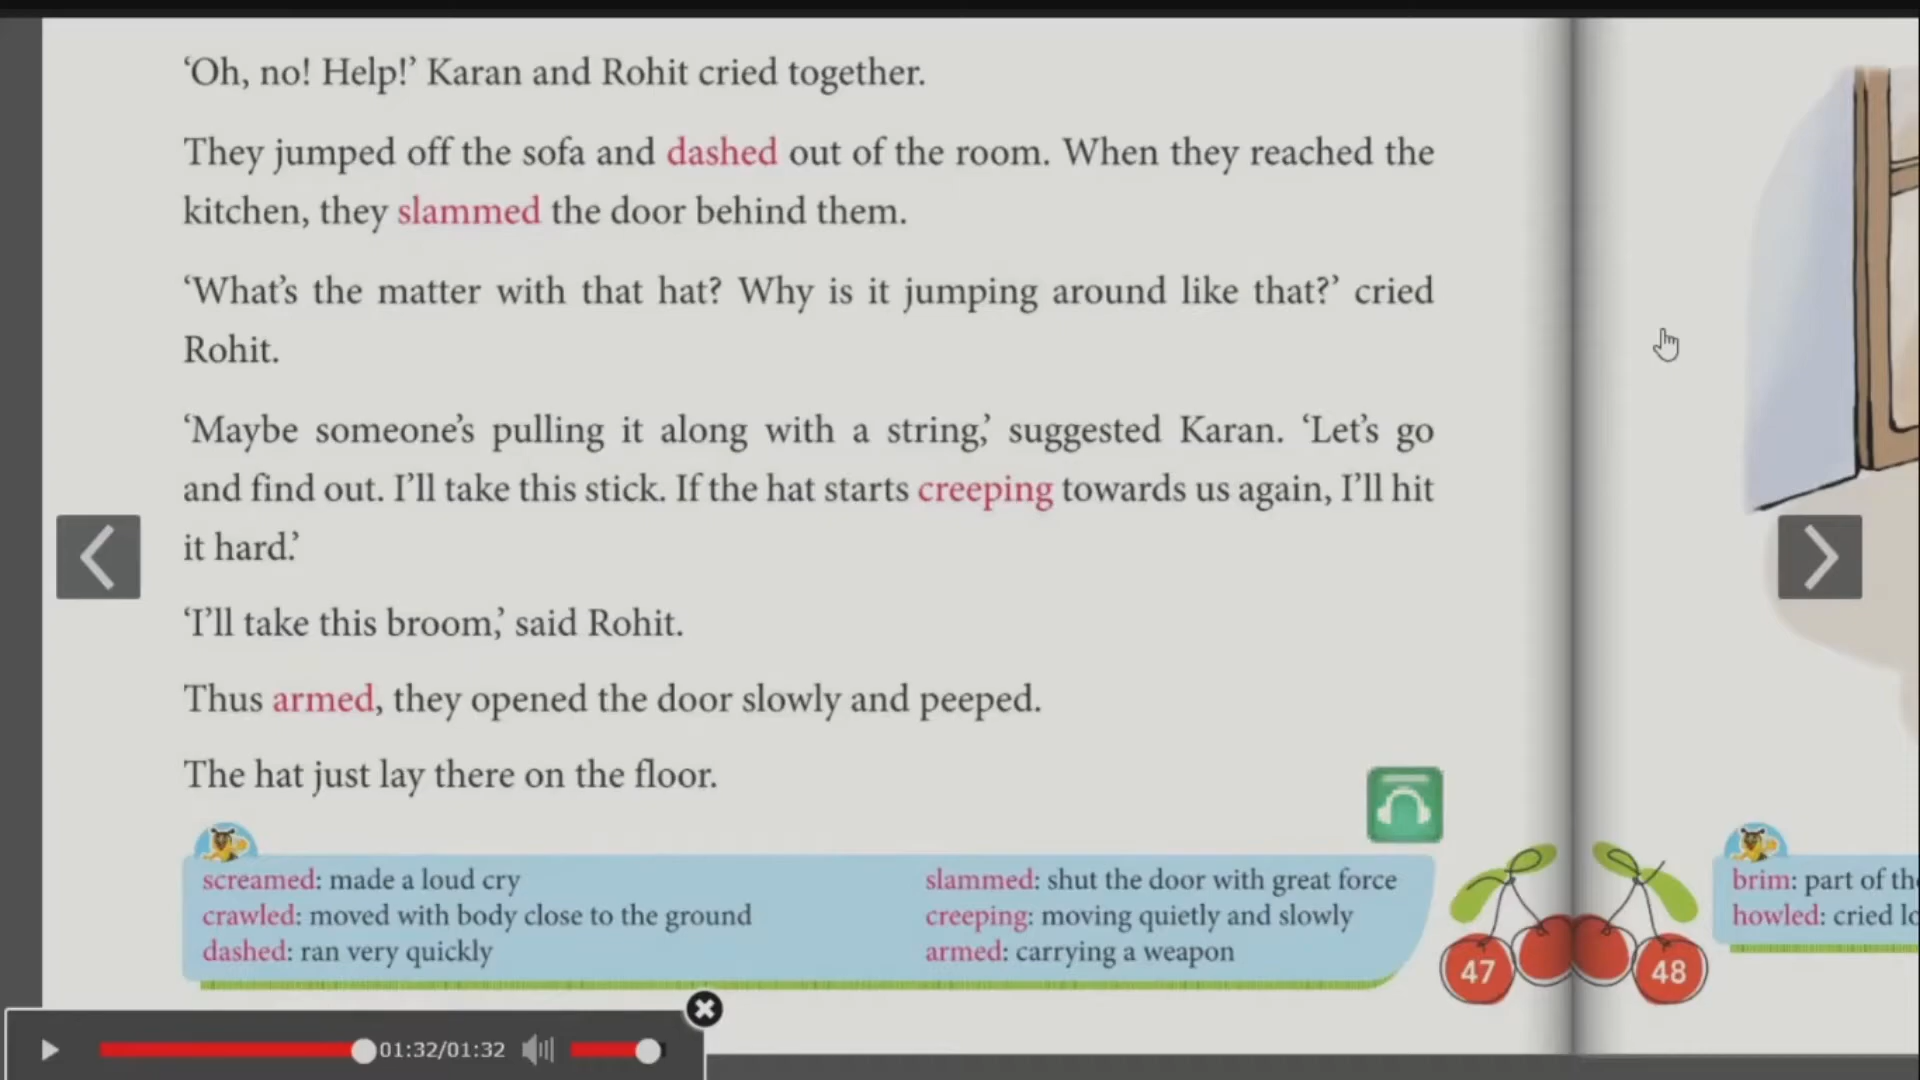 ‘Oh, no! Help!’ Karan and Rohit cried together.
They jumped off the sofa and dashed out of the room. When they reached the
kitchen, they slammed the door behind them.
‘What’s the matter with that hat? Why is it jumping around like that?’ cried
Rohit.
‘Maybe someone’s pulling it along with a string,’ suggested Karan. ‘Let’s go
and find out. I’ll take this stick. If the hat starts creeping towards us again, I’ll hit
it hard.’
‘I’ll take this broom,’ said Rohit.
Thus armed, they opened the door slowly and peeped.
The hat just lay there on the floor.
screamed: made a loud cry
crawled: moved with body close to the ground
dashed: ran very quickly
slammed: shut the door with great force
creeping: moving quietly and slowly
armed: carrying a weapon
47
48
brim: part of
howled: cried
01:32/01:32